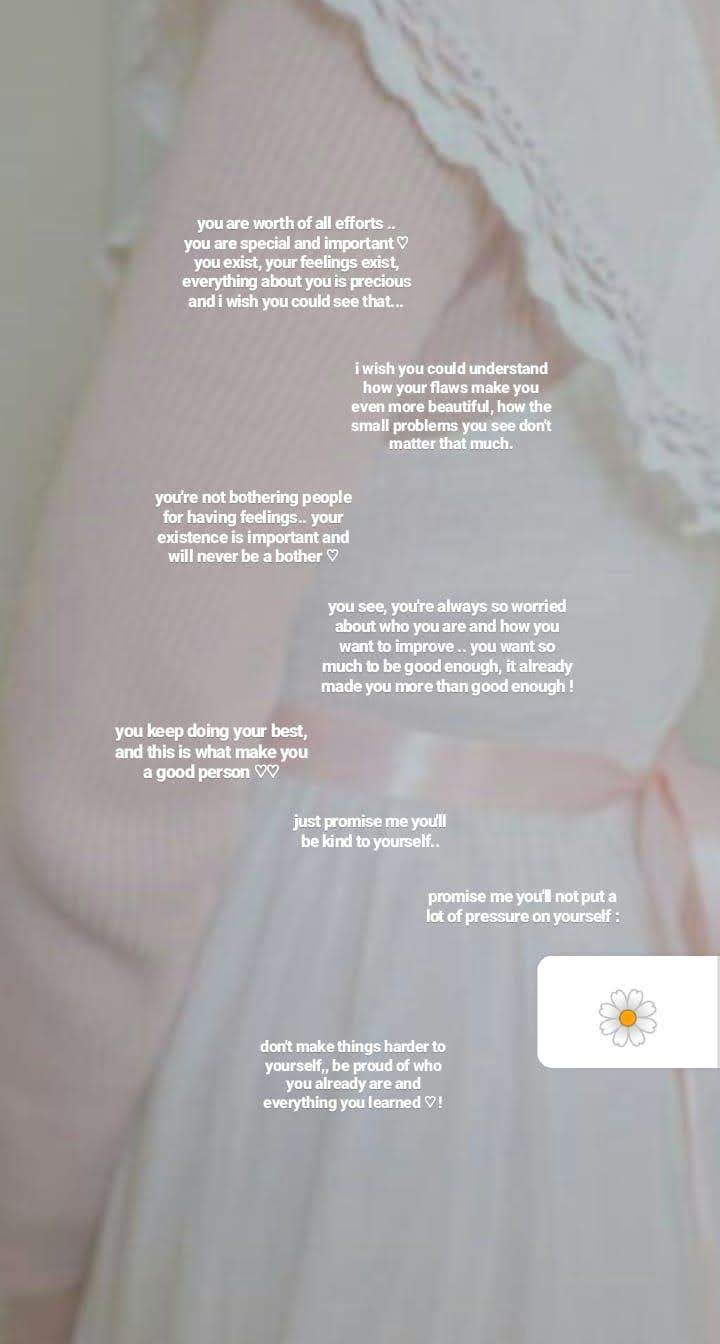 you are worth of all efforts ..
you are special and important ♡
you exist, your feelings exist,
everything about you is precious
and i wish you could see that...
i wish you could understand
how your flaws make you
even more beautiful, how the
small problems you see don't
matter that much.
you're not bothering people
for having feelings.. your
existence is important and
will never be a bother ♡
you see, you're always so worried
about who you are and how you
want to improve .. you want so
much to be good enough, it already
made you more than good enough !
you keep doing your best,
and this is what make you
a good person ♡♡
just promise me you'll
be kind to yourself..
promise me you'll not put a
lot of pressure on yourself :
don't make things harder to
yourself,, be proud of who
you already are and
everything you learned ♡ !